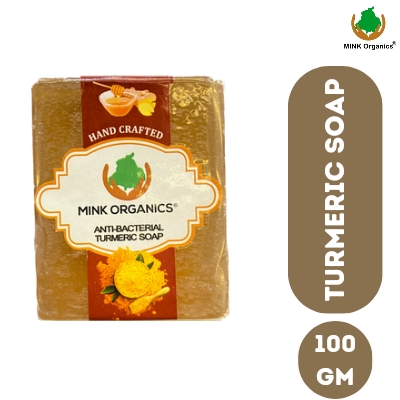 MINK Organics®
HAND CRAFTED
MINK ORGANICS®
ANTI-BACTERIAL
TURMERIC SOAP
TURMERIC SOAP
100
GM